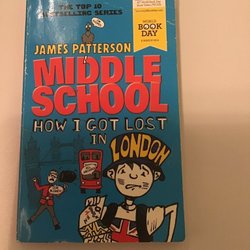 THE TOP 10
BESTSELLING SERIES
WORLD
BOOK
DAY
JAMES PATTERSON
MIDDLE
SCHOOL
HOW I GOT LOST
IN
LONDON